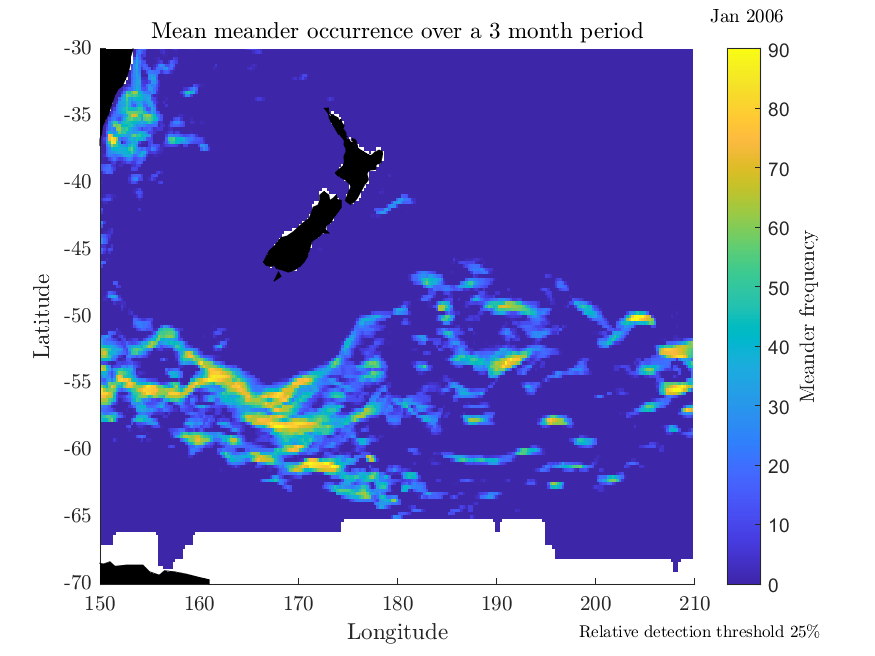 Jan 2006
Mean meander occurrence over a 3 month period
-30
-35
-40
-45
-50
-55
-60
-65
-70
Latitude
150 160 170 180 190 200 210
Longitude
90
80
70
60
50
40
30
20
10
0
Meander frequency
Relative detection threshold 25%